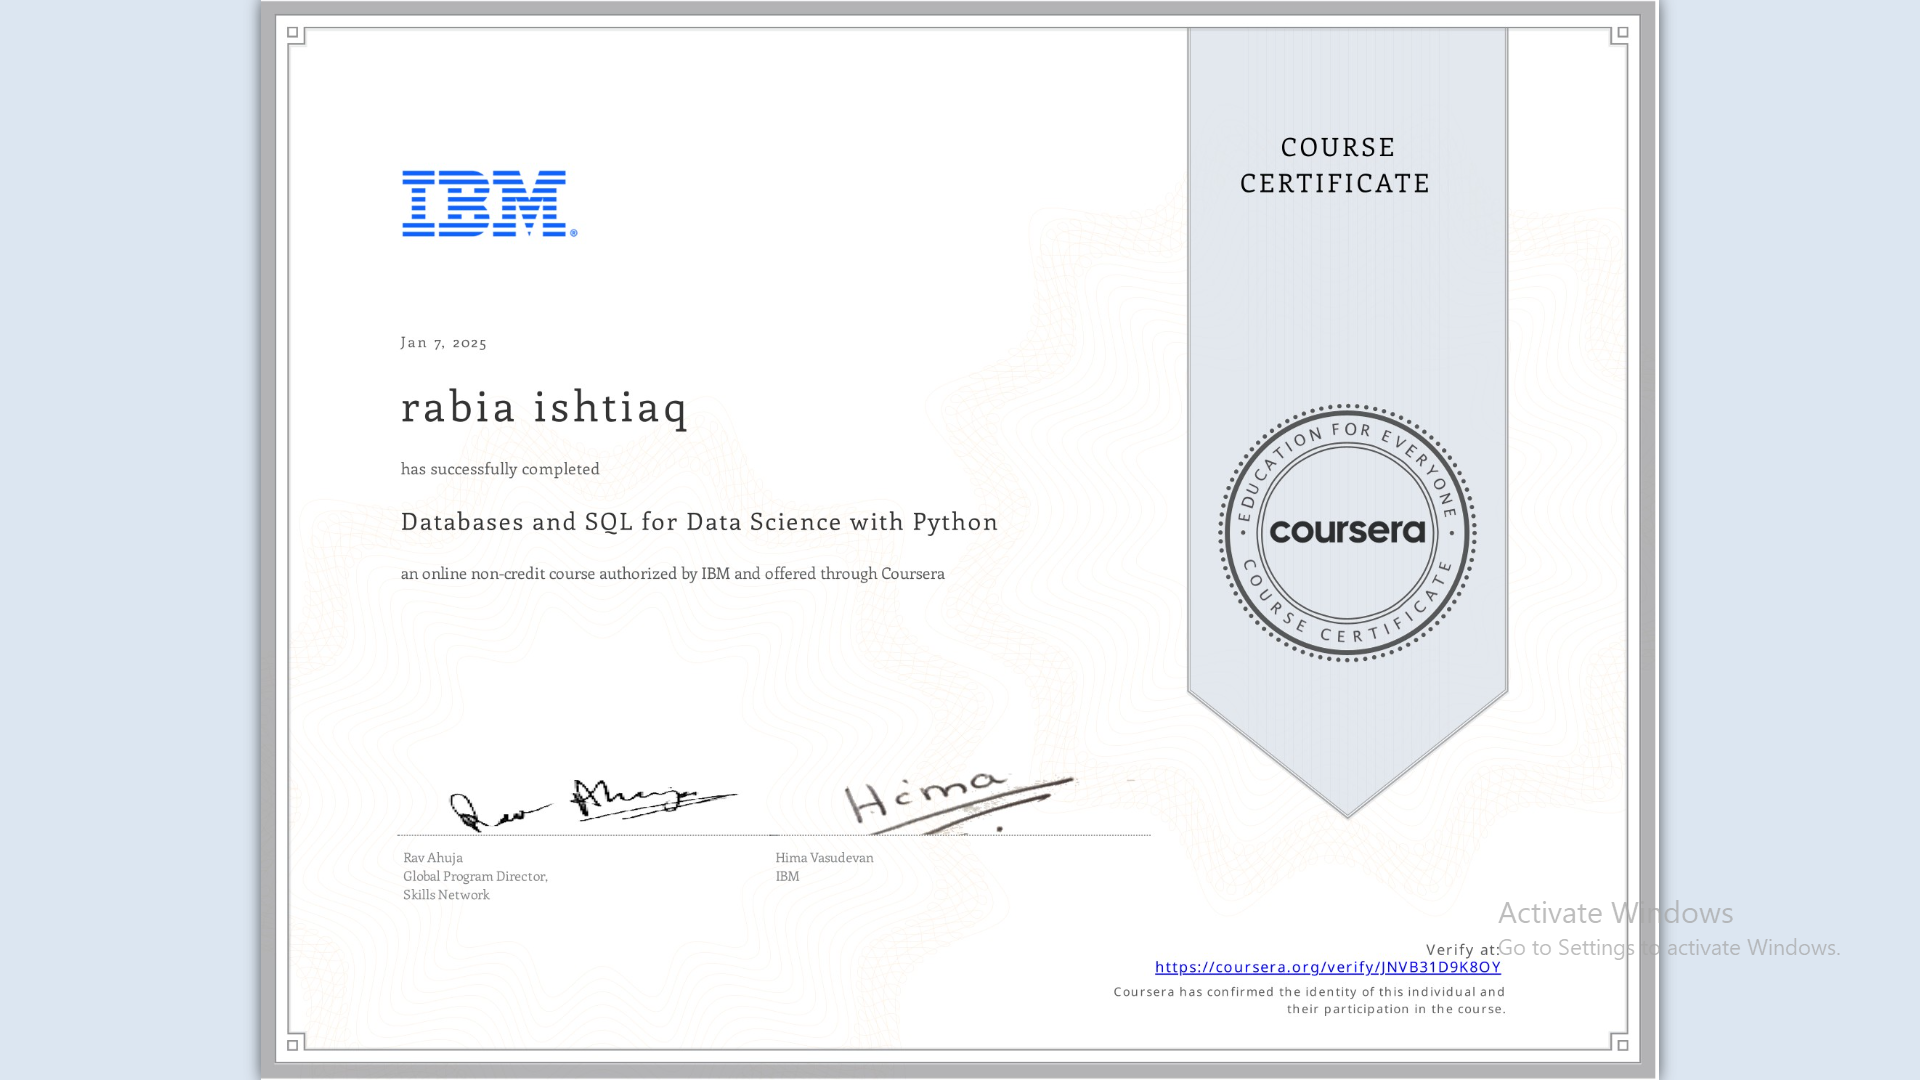 COURSE
CERTIFICATE
IBM®
Jan 7, 2025
rabia ishtiaq
has successfully completed
Databases and SQL for Data Science with Python
an online non-credit course authorized by IBM and offered through Coursera
EDUCATION FOR EVERYONE
coursera
COURSE CERTIFICATE
Rav Ahuja
Hima
Rav Ahuja
Global Program Director,
Skills Network
Hima Vasudevan
IBM
Activate Windows
Go to Settings to activate Windows.
Verify at:
https://coursera.org/verify/JNVB31D9K8OY
Coursera has confirmed the identity of this individual and
their participation in the course.